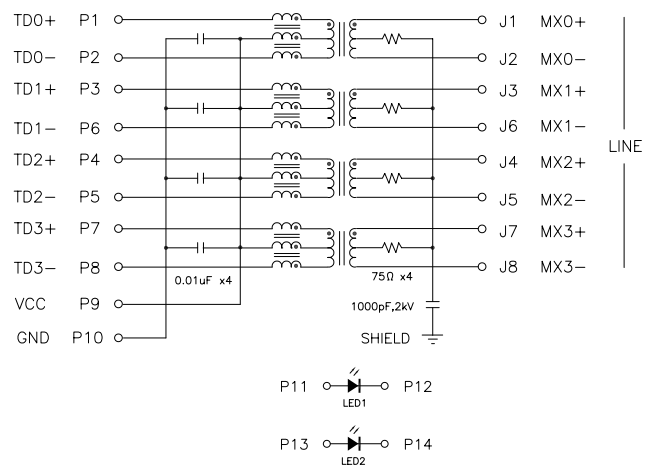 TD0+ P1 J1 MX0+
TD0− P2 J2 MX0−
TD1+ P3 J3 MX1+
TD1− P6 J6 MX1−
LINE
TD2+ P4 J4 MX2+
TD2− P5 J5 MX2−
TD3+ P7 J7 MX3+
TD3− P8 J8 MX3−
0.01uF x4 75Ω x4
VCC P9
1000pF,2kV
GND P10 SHIELD
P11 P12
LED1
P13 P14
LED2